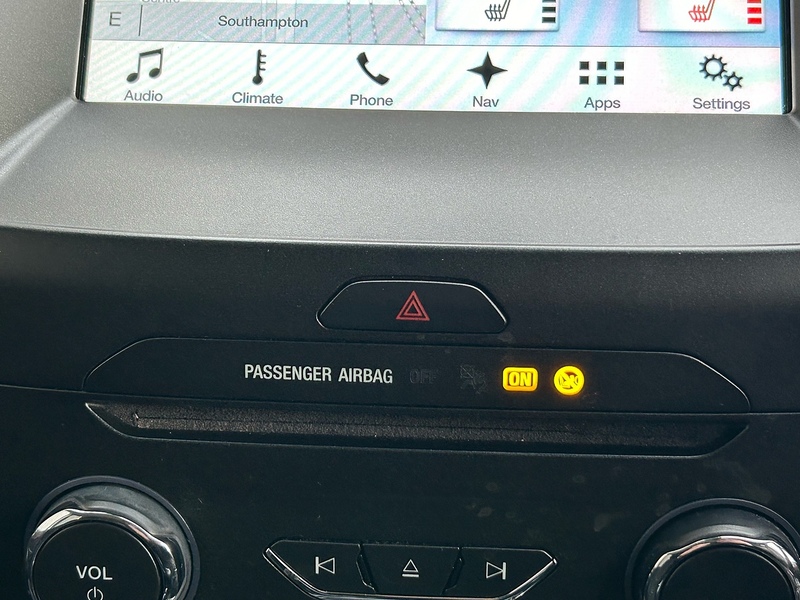 E
Southampton
Audio Climate Phone Nav Apps Settings
PASSENGER AIRBAG OFF ON
VOL